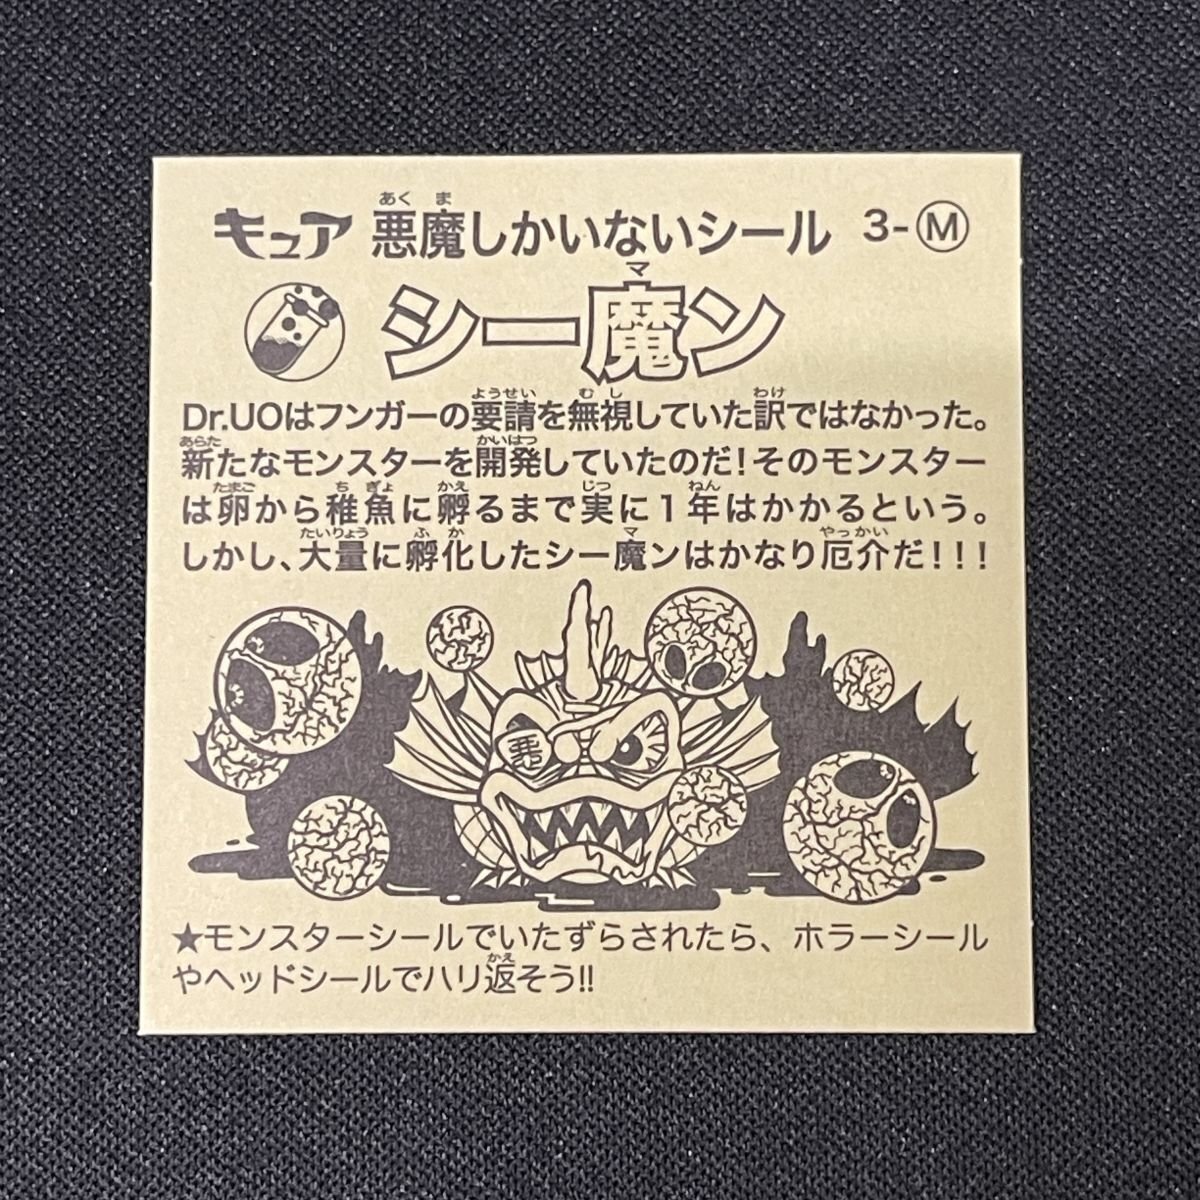 キュア 悪魔しかいないシール 3-Ⓜ
シー魔ン
Dr.UOはフンガーの要請を無視していた訳ではなかった。
新たなモンスターを開発していたのだ!そのモンスター
は卵から稚魚に孵るまで実に1年はかかるという。
しかし、大量に孵化したシー魔ンはかなり厄介だ!!!
悪
★モンスターシールでいたずらされたら、ホラーシール
やヘッドシールでハリ返そう!!